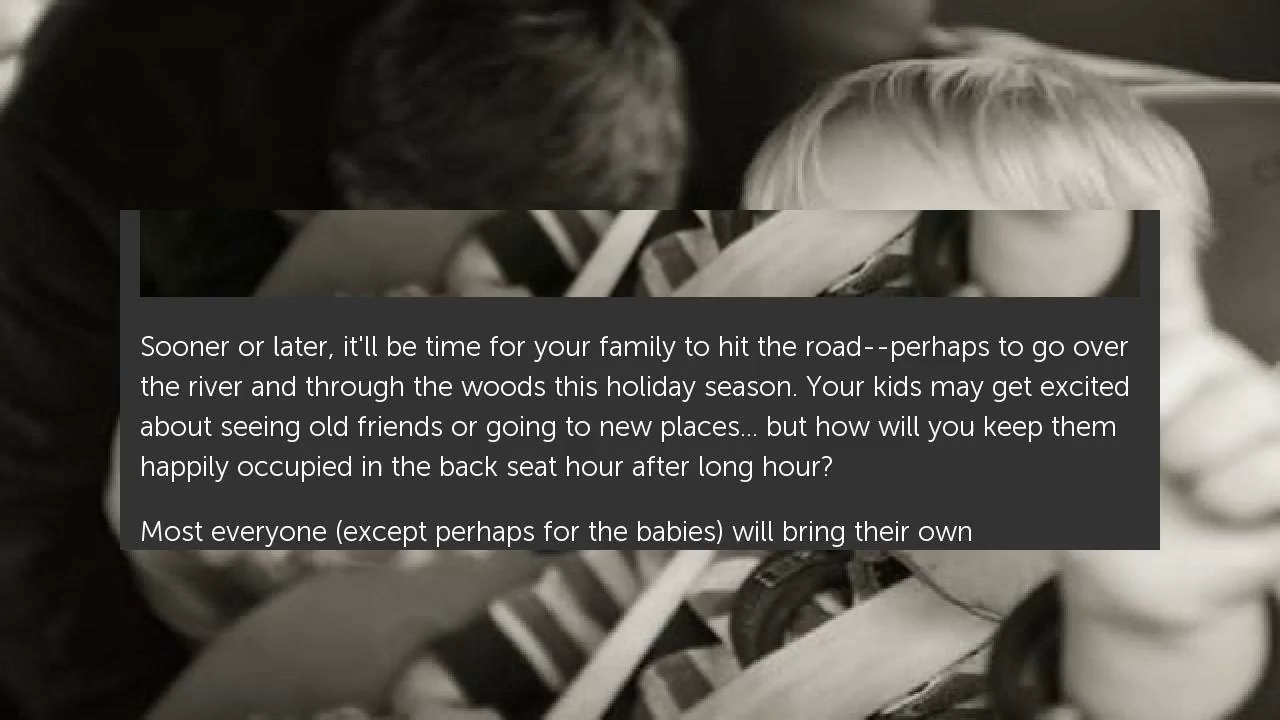 Sooner or later, it'll be time for your family to hit the road--perhaps to go over
the river and through the woods this holiday season. Your kids may get excited
about seeing old friends or going to new places... but how will you keep them
happily occupied in the back seat hour after long hour?
Most everyone (except perhaps for the babies) will bring their own